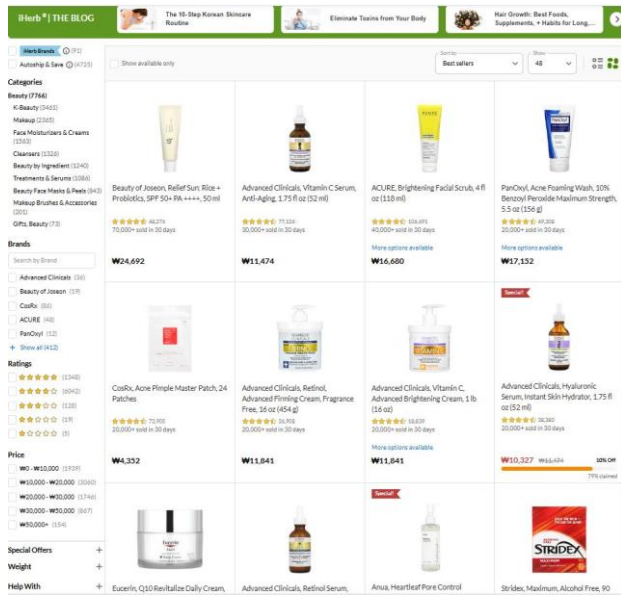 iHerb® | THE BLOG
The 10-Step Korean Skincare
Routine
Eliminate Toxins from Your Body
Hair Growth: Best Foods,
Supplements, + Habits for Long,...
iHerb Brands (91)
Autoship & Save (4735)
Show available only
Sort by
Best sellers
Show
48
Categories
Beauty (7766)
K-Beauty (3461)
Makeup (2365)
Face Moisturizers & Creams
(1363)
Cleansers (1326)
Beauty by Ingredient (1240)
Treatments & Serums (1086)
Beauty Face Masks & Peels (843)
Makeup Brushes & Accessories
(201)
Gifts, Beauty (73)
Brands
Search by Brand
Advanced Clinicals (36)
Beauty of Joseon (19)
CosRx (86)
ACURE (48)
PanOxyl (12)
+ Show all (412)
Ratings
(1348)
(6042)
(128)
(19)
(5)
Price
₩0 - ₩10,000 (1939)
₩10,000 - ₩20,000 (3060)
₩20,000 - ₩30,000 (1746)
₩30,000 - ₩50,000 (867)
₩50,000+ (154)
Special Offers +
Weight +
Help With +
Beauty of Joseon, Relief Sun: Rice +
Probiotics, SPF 50+ PA ++++, 50 ml
70,000+ sold in 30 days
₩24,692
Advanced Clinicals, Vitamin C Serum,
Anti-Aging, 1.75 fl oz (52 ml)
30,000+ sold in 30 days
₩11,474
ACURE, Brightening Facial Scrub, 4 fl
oz (118 ml)
40,000+ sold in 30 days
More options available
₩16,680
PanOxyl, Acne Foaming Wash, 10%
Benzoyl Peroxide Maximum Strength,
5.5 oz (156 g)
20,000+ sold in 30 days
More options available
₩17,152
CosRx, Acne Pimple Master Patch, 24
Patches
20,000+ sold in 30 days
₩4,352
Advanced Clinicals, Retinol,
Advanced Firming Cream, Fragrance
Free, 16 oz (454 g)
20,000+ sold in 30 days
₩11,841
Advanced Clinicals, Vitamin C,
Advanced Brightening Cream, 1 lb
(16 oz)
20,000+ sold in 30 days
More options available
₩11,841
Special!
Advanced Clinicals, Hyaluronic
Serum, Instant Skin Hydrator, 1.75 fl
oz (52 ml)
20,000+ sold in 30 days
₩10,327 ₩11,474 10% Off
79% claimed
Eucerin, Q10 Revitalize Daily Cream,
Advanced Clinicals, Retinol Serum,
Special!
Anua, Heartleaf Pore Control
STRIDEX
Stridex, Maximum, Alcohol Free, 90